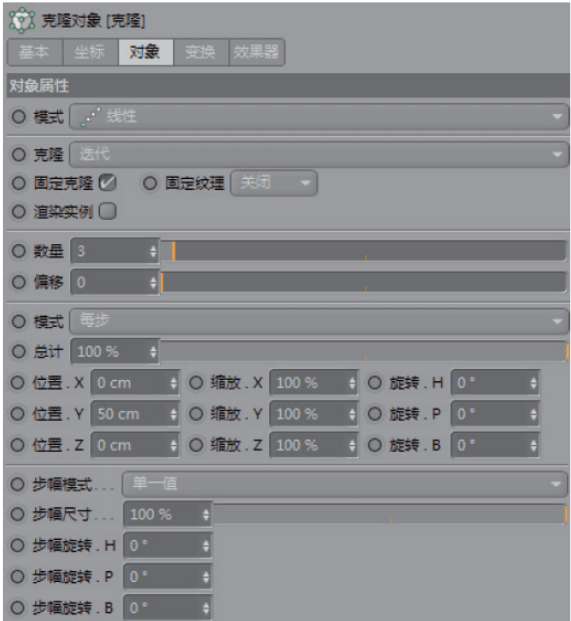 克隆对象 [克隆]
基本 坐标 对象 变换 效果器
对象属性
模式 线性
克隆 迭代
固定克隆 固定纹理 关闭
渲染实例
数量 3
偏移 0
模式 每步
总计 100 %
位置 . X 0 cm 缩放 . X 100 % 旋转 . H 0 °
位置 . Y 50 cm 缩放 . Y 100 % 旋转 . P 0 °
位置 . Z 0 cm 缩放 . Z 100 % 旋转 . B 0 °
步幅模式 . . . 单一值
步幅尺寸 . . . 100 %
步幅旋转 . H 0 °
步幅旋转 . P 0 °
步幅旋转 . B 0 °